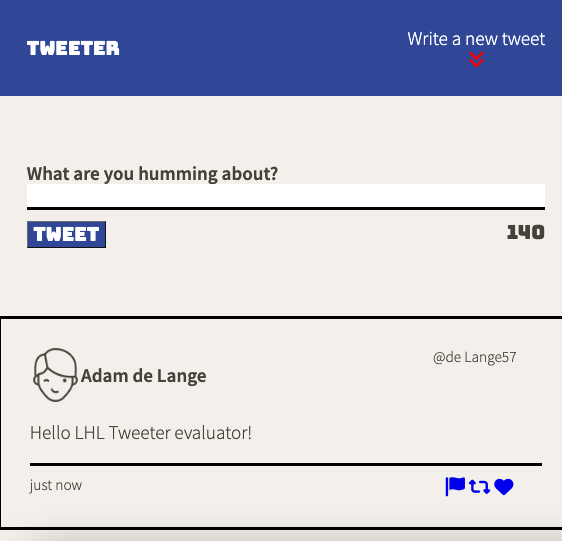 TWEETER
Write a new tweet
What are you humming about?
TWEET
140
Adam de Lange
@de Lange57
Hello LHL Tweeter evaluator!
just now